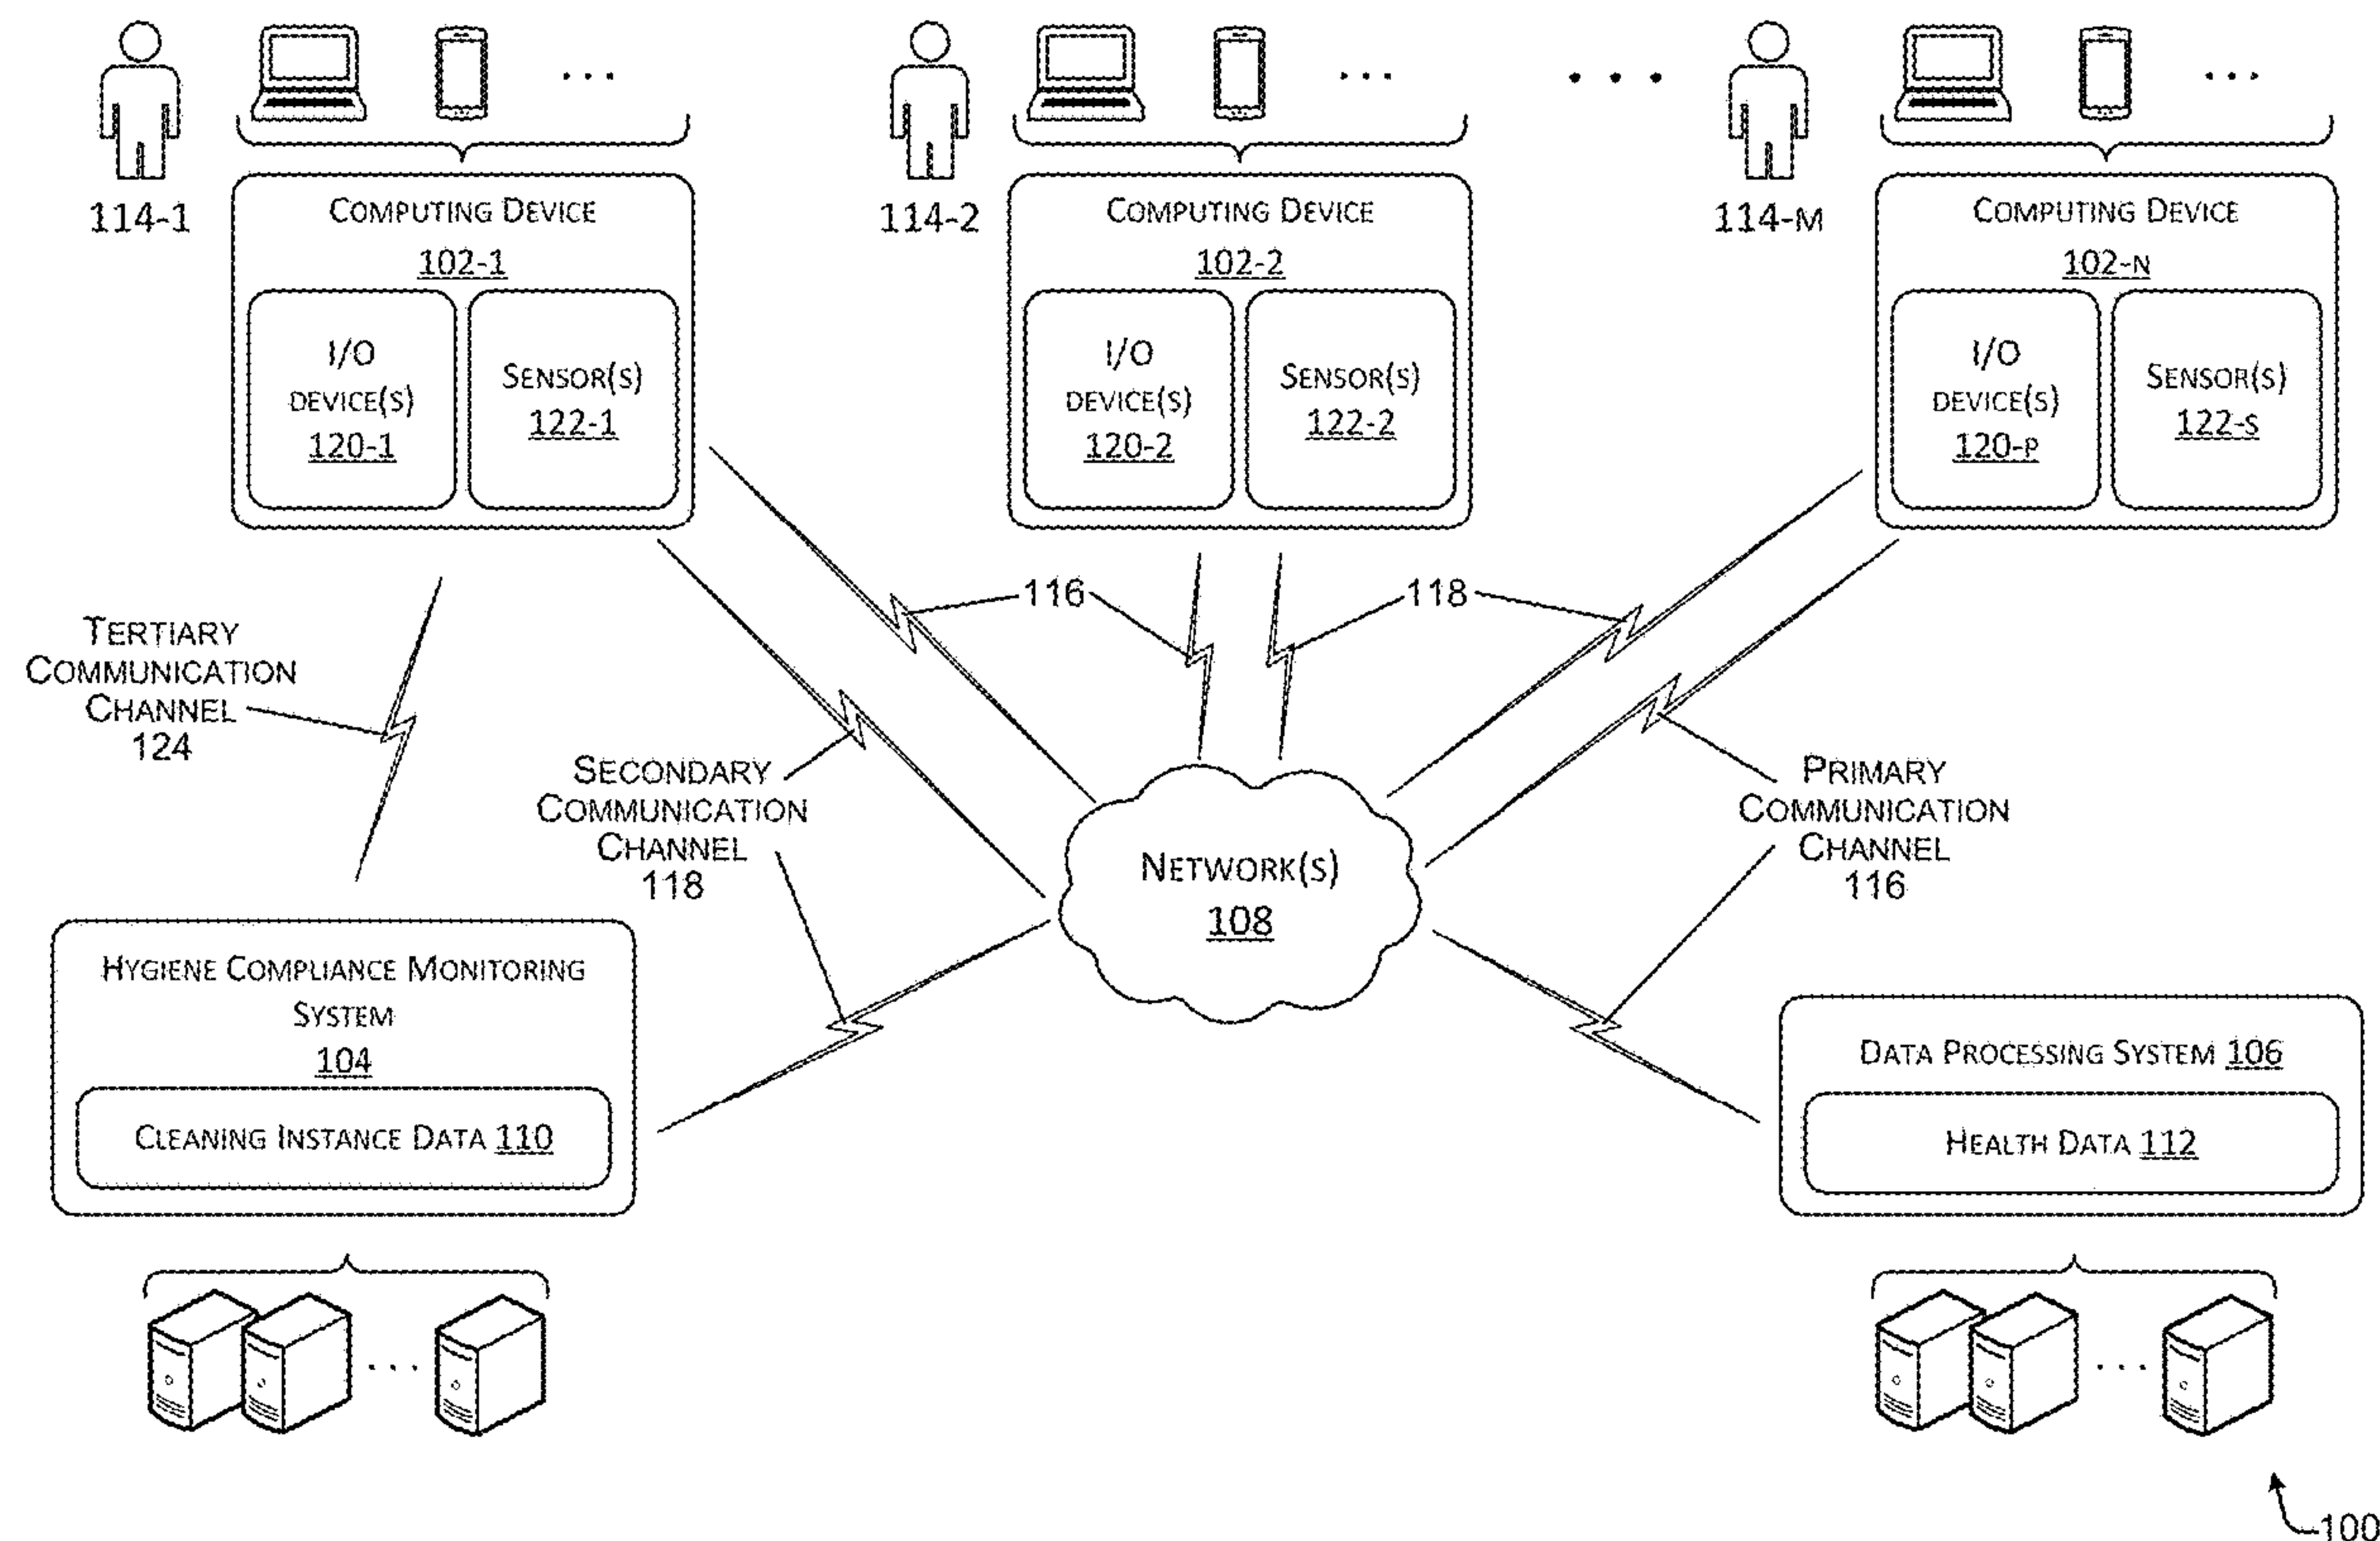 114-1
COMPUTING DEVICE
102-1
I/O
DEVICE(S)
120-1
SENSOR(S)
122-1
114-2
COMPUTING DEVICE
102-2
I/O
DEVICE(S)
120-2
SENSOR(S)
122-2
114-M
COMPUTING DEVICE
102-N
I/O
DEVICE(S)
120-P
SENSOR(S)
122-S
116
118
TERTIARY
COMMUNICATION
CHANNEL
124
SECONDARY
COMMUNICATION
CHANNEL
118
PRIMARY
COMMUNICATION
CHANNEL
116
NETWORK(S)
108
HYGIENE COMPLIANCE MONITORING
SYSTEM
104
CLEANING INSTANCE DATA 110
DATA PROCESSING SYSTEM 106
HEALTH DATA 112
100